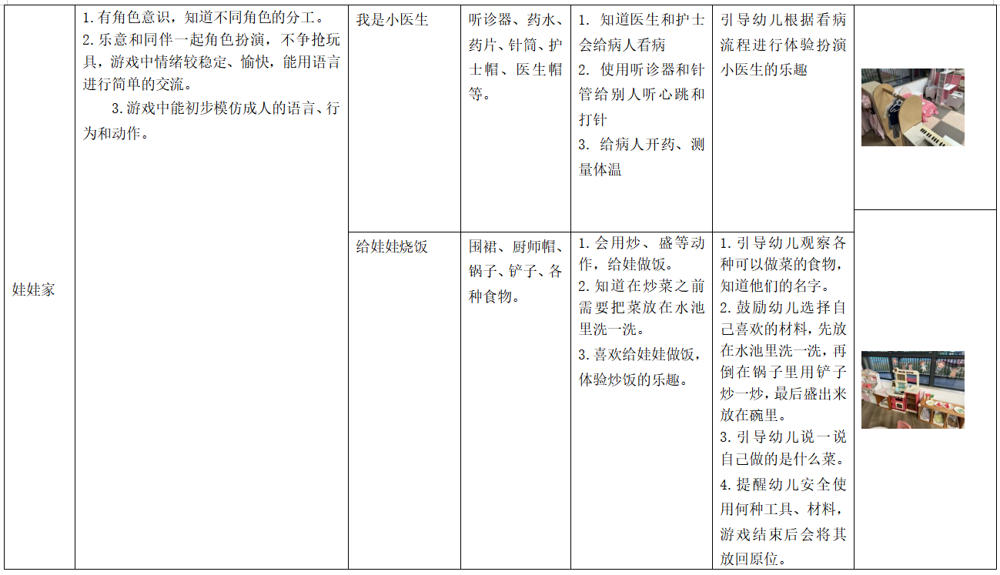 娃娃家
1.有角色意识，知道不同角色的分工。
2.乐意和同伴一起角色扮演，不争抢玩
具，游戏中情绪较稳定、愉快，能用语言
进行简单的交流。
3.游戏中能初步模仿成人的语言、行
为和动作。
我是小医生
听诊器、药水、
药片、针筒、护
士帽、医生帽
等。
1. 知道医生和护士
会给病人看病
2. 使用听诊器和针
管给别人听心跳和
打针
3. 给病人开药、测
量体温
引导幼儿根据看病
流程进行体验扮演
小医生的乐趣
给娃娃烧饭
围裙、厨师帽、
锅子、铲子、各
种食物。
1.会用炒、盛等动
作，给娃做饭。
2.知道在炒菜之前
需要把菜放在水池
里洗一洗。
3.喜欢给娃娃做饭，
体验炒饭的乐趣。
1.引导幼儿观察各
种可以做菜的食物，
知道他们的名字。
2.鼓励幼儿选择自
己喜欢的材料，先放
在水池里洗一洗，再
倒在锅子里用铲子
炒一炒，最后盛出来
放在碗里。
3.引导幼儿说一说
自己做的是什么菜。
4.提醒幼儿安全使
用何种工具、材料，
游戏结束后会将其
放回原位。